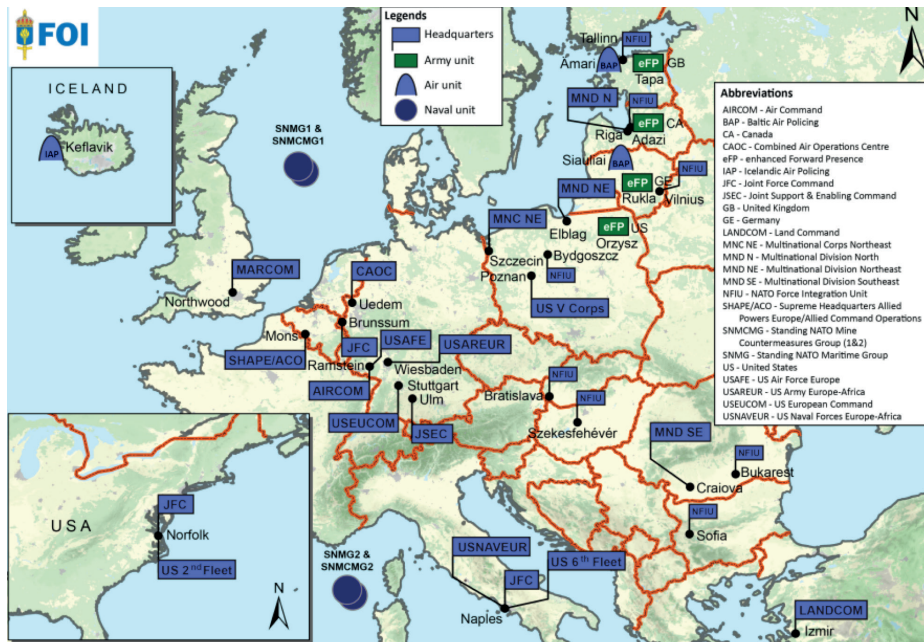 FOI
Legends
Headquarters
Army unit
Air unit
Naval unit
N
ICELAND
IAP
Keflavik
SNMG1 &
SNMCMG1
Tallinn
NFIU
Ämari
BAP
eFP
GB
Tapa
MND N
NFIU
eFP
CA
Riga
Adazi
Siauliai
BAP
eFP
GE
NFIU
Rukla
Vilnius
MND NE
Elblag
eFP
US
Orzysz
MNC NE
Szczecin
Bydgoszcz
Poznan
NFIU
US V Corps
MARCOM
Northwood
CAOC
Uedem
Brunssum
Mons
SHAPE/ACO
JFC
USAFE
USAREUR
Ramstein
Wiesbaden
AIRCOM
Stuttgart
Ulm
USEUCOM
JSEC
NFIU
Bratislava
NFIU
Szekesfehévér
MND SE
NFIU
Bukarest
Craiova
NFIU
Sofia
Abbreviations
AIRCOM - Air Command
BAP - Baltic Air Policing
CA - Canada
CAOC - Combined Air Operations Centre
eFP - enhanced Forward Presence
IAP - Icelandic Air Policing
JFC - Joint Force Command
JSEC - Joint Support & Enabling Command
GB - United Kingdom
GE - Germany
LANDCOM - Land Command
MNC NE - Multinational Corps Northeast
MND N - Multinational Division North
MND NE - Multinational Division Northeast
MND SE - Multinational Division Southeast
NFIU - NATO Force Integration Unit
SHAPE/ACO - Supreme Headquarters Allied
Powers Europe/Allied Command Operations
SNMCMG - Standing NATO Mine
Countermeasures Group (1&2)
SNMG - Standing NATO Maritime Group
US - United States
USAFE - US Air Force Europe
USAREUR - US Army Europe-Africa
USEUCOM - US European Command
USNAVEUR - US Naval Forces Europe-Africa
USA
JFC
Norfolk
US 2nd Fleet
N
SNMG2 &
SNMCMG2
USNAVEUR
US 6th Fleet
JFC
Naples
LANDCOM
Izmir